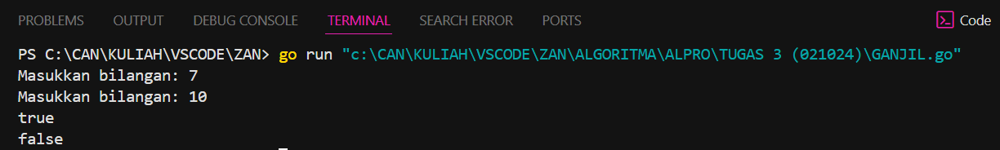 PROBLEMS OUTPUT DEBUG CONSOLE TERMINAL SEARCH ERROR PORTS Code
PS C:\CAN\KULIAH\VSCODE\ZAN> go run "c:\CAN\KULIAH\VSCODE\ZAN\ALGORITMA\ALPRO\TUGAS 3 (021024)\GANJIL.go"
Masukkan bilangan: 7
Masukkan bilangan: 10
true
false